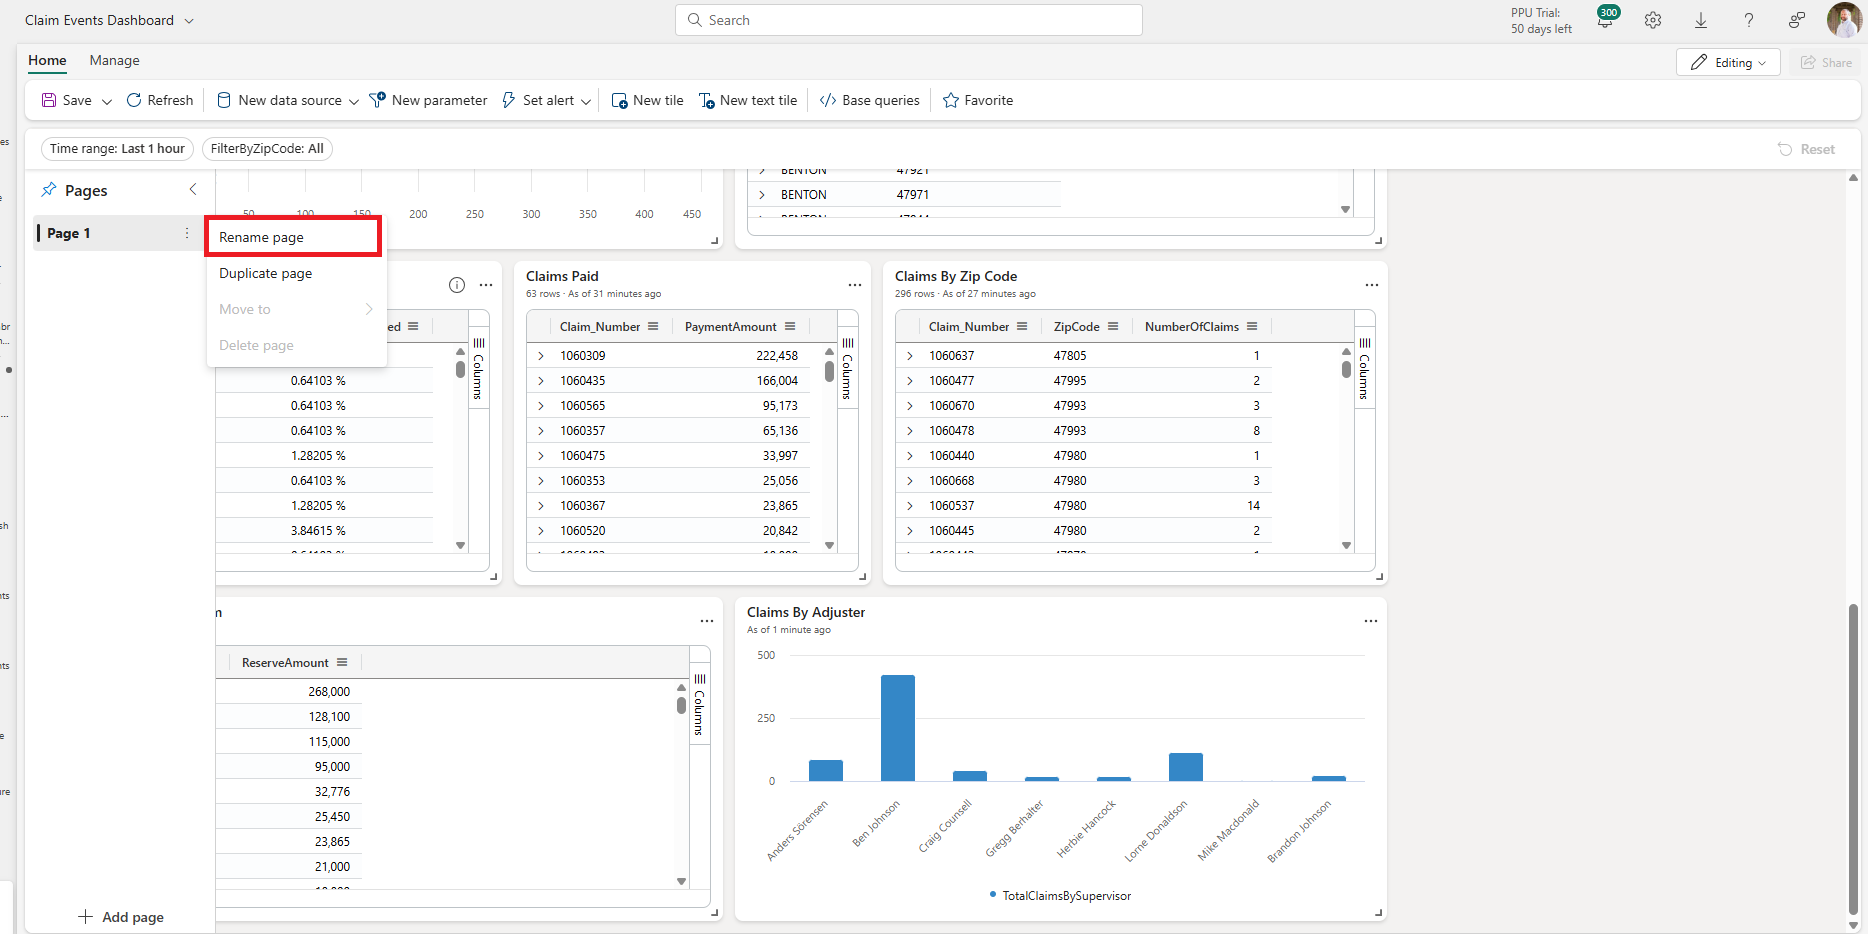 Claim Events Dashboard
Search
PPU Trial:
50 days left
300
Home
Manage
Editing
Share
Save
Refresh
New data source
New parameter
Set alert
New tile
New text tile
Base queries
Favorite
Time range: Last 1 hour
FilterByZipCode: All
Reset
Pages
Page 1
Rename page
Duplicate page
Move to
Delete page
Add page
50 100 150 200 250 300 350 400 450
BENTON 47921
BENTON 47971
BENTON
ed
Columns
0.64103 %
0.64103 %
0.64103 %
1.28205 %
0.64103 %
1.28205 %
3.84615 %
Claims Paid
63 rows · As of 31 minutes ago
Claim_Number PaymentAmount
Columns
1060309 222,458
1060435 166,004
1060565 95,173
1060357 65,136
1060475 33,997
1060353 25,056
1060367 23,865
1060520 20,842
Claims By Zip Code
296 rows · As of 27 minutes ago
Claim_Number ZipCode NumberOfClaims
Columns
1060637 47805 1
1060477 47995 2
1060670 47993 3
1060478 47993 8
1060440 47980 1
1060668 47980 3
1060537 47980 14
1060445 47980 2
ReserveAmount
Columns
268,000
128,100
115,000
95,000
32,776
25,450
23,865
21,000
Claims By Adjuster
As of 1 minute ago
500
250
0
Anders Sörensen
Ben Johnson
Craig Counsell
Gregg Berhalter
Herbie Hancock
Lorne Donaldson
Mike Macdonald
Brandon Johnson
TotalClaimsBySupervisor